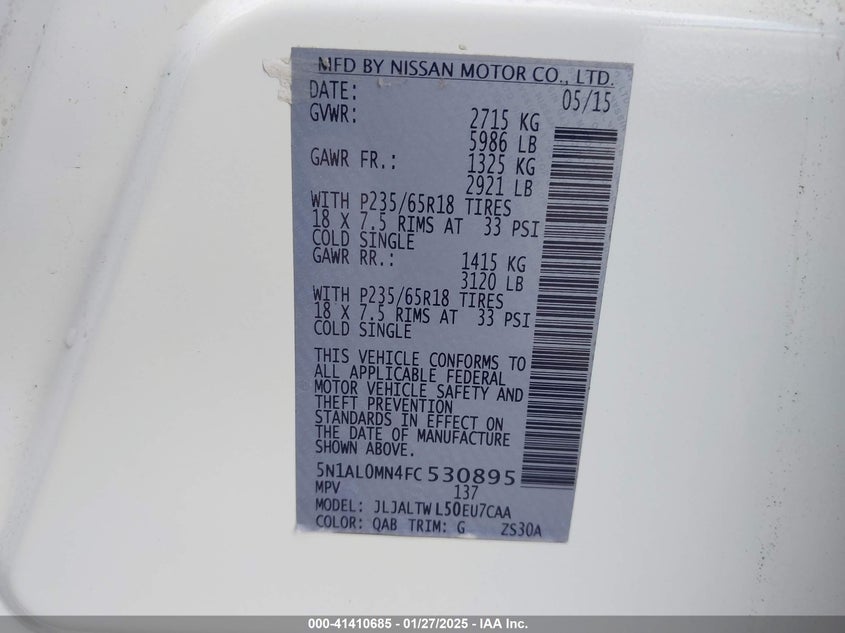 MFD BY NISSAN MOTOR CO., LTD.
DATE: 05/15
GVWR: 2715 KG
5986 LB
GAWR FR.: 1325 KG
2921 LB
WITH P235/65R18 TIRES
18 X 7.5 RIMS AT 33 PSI
COLD SINGLE
GAWR RR.: 1415 KG
3120 LB
WITH P235/65R18 TIRES
18 X 7.5 RIMS AT 33 PSI
COLD SINGLE
THIS VEHICLE CONFORMS TO
ALL APPLICABLE FEDERAL
MOTOR VEHICLE SAFETY AND
THEFT PREVENTION
STANDARDS IN EFFECT ON
THE DATE OF MANUFACTURE
SHOWN ABOVE.
5N1AL0MN4FC530895
MPV 137
MODEL: JLJALTWL50EU7CAA
COLOR: QAB TRIM: G ZS30A
000-41410685 - 01/27/2025 - IAA Inc.